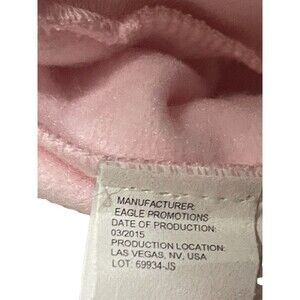 MANUFACTURER:
EAGLE PROMOTIONS
DATE OF PRODUCTION:
03/2015
PRODUCTION LOCATION:
LAS VEGAS, NV, USA
LOT: 69934-JS